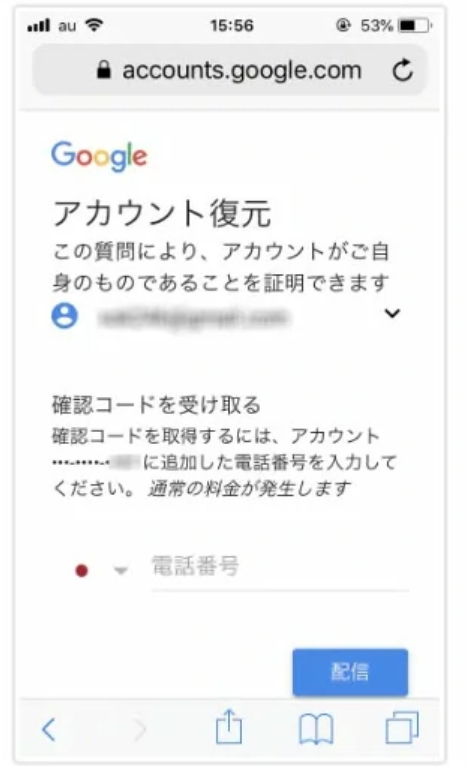 au 15:56 53%
accounts.google.com
Google
アカウント復元
この質問により、アカウントがご自
身のものであることを証明できます
確認コードを受け取る
確認コードを取得するには、アカウント
•••-••••-• に追加した電話番号を入力して
ください。 通常の料金が発生します
電話番号
配信